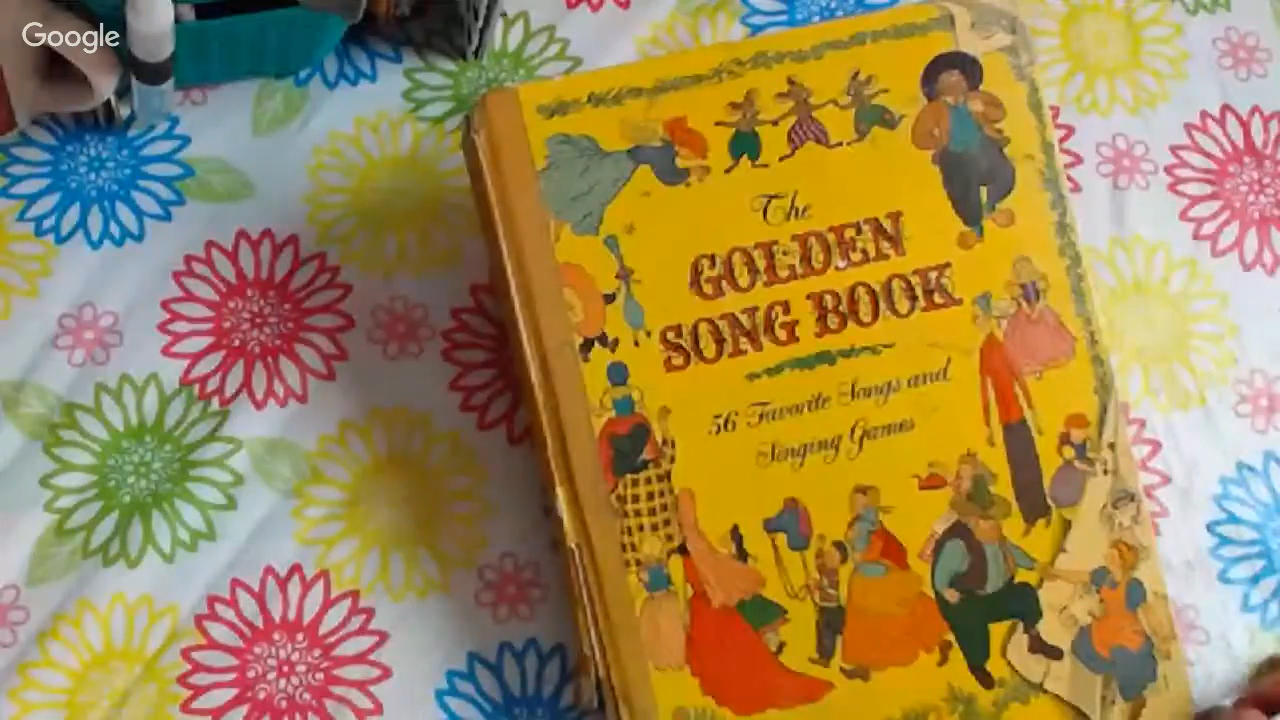 Google
The
GOLDEN
SONG BOOK
56 Favorite Songs and
Singing Games